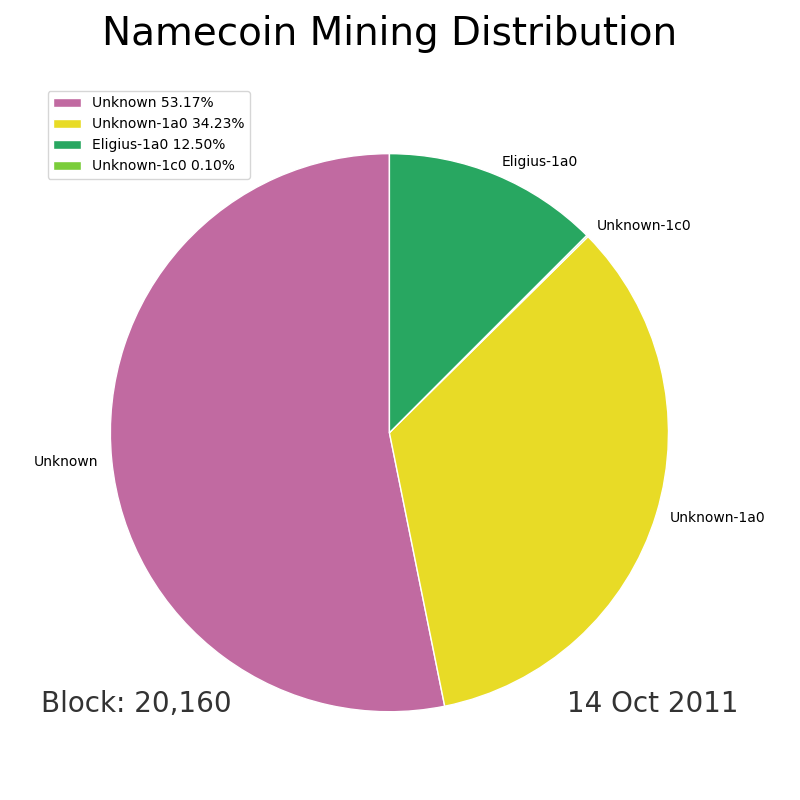 Namecoin Mining Distribution
Unknown 53.17%
Unknown-1a0 34.23%
Eligius-1a0 12.50%
Unknown-1c0 0.10%
Eligius-1a0
Unknown-1c0
Unknown
Unknown-1a0
Block: 20,160
14 Oct 2011